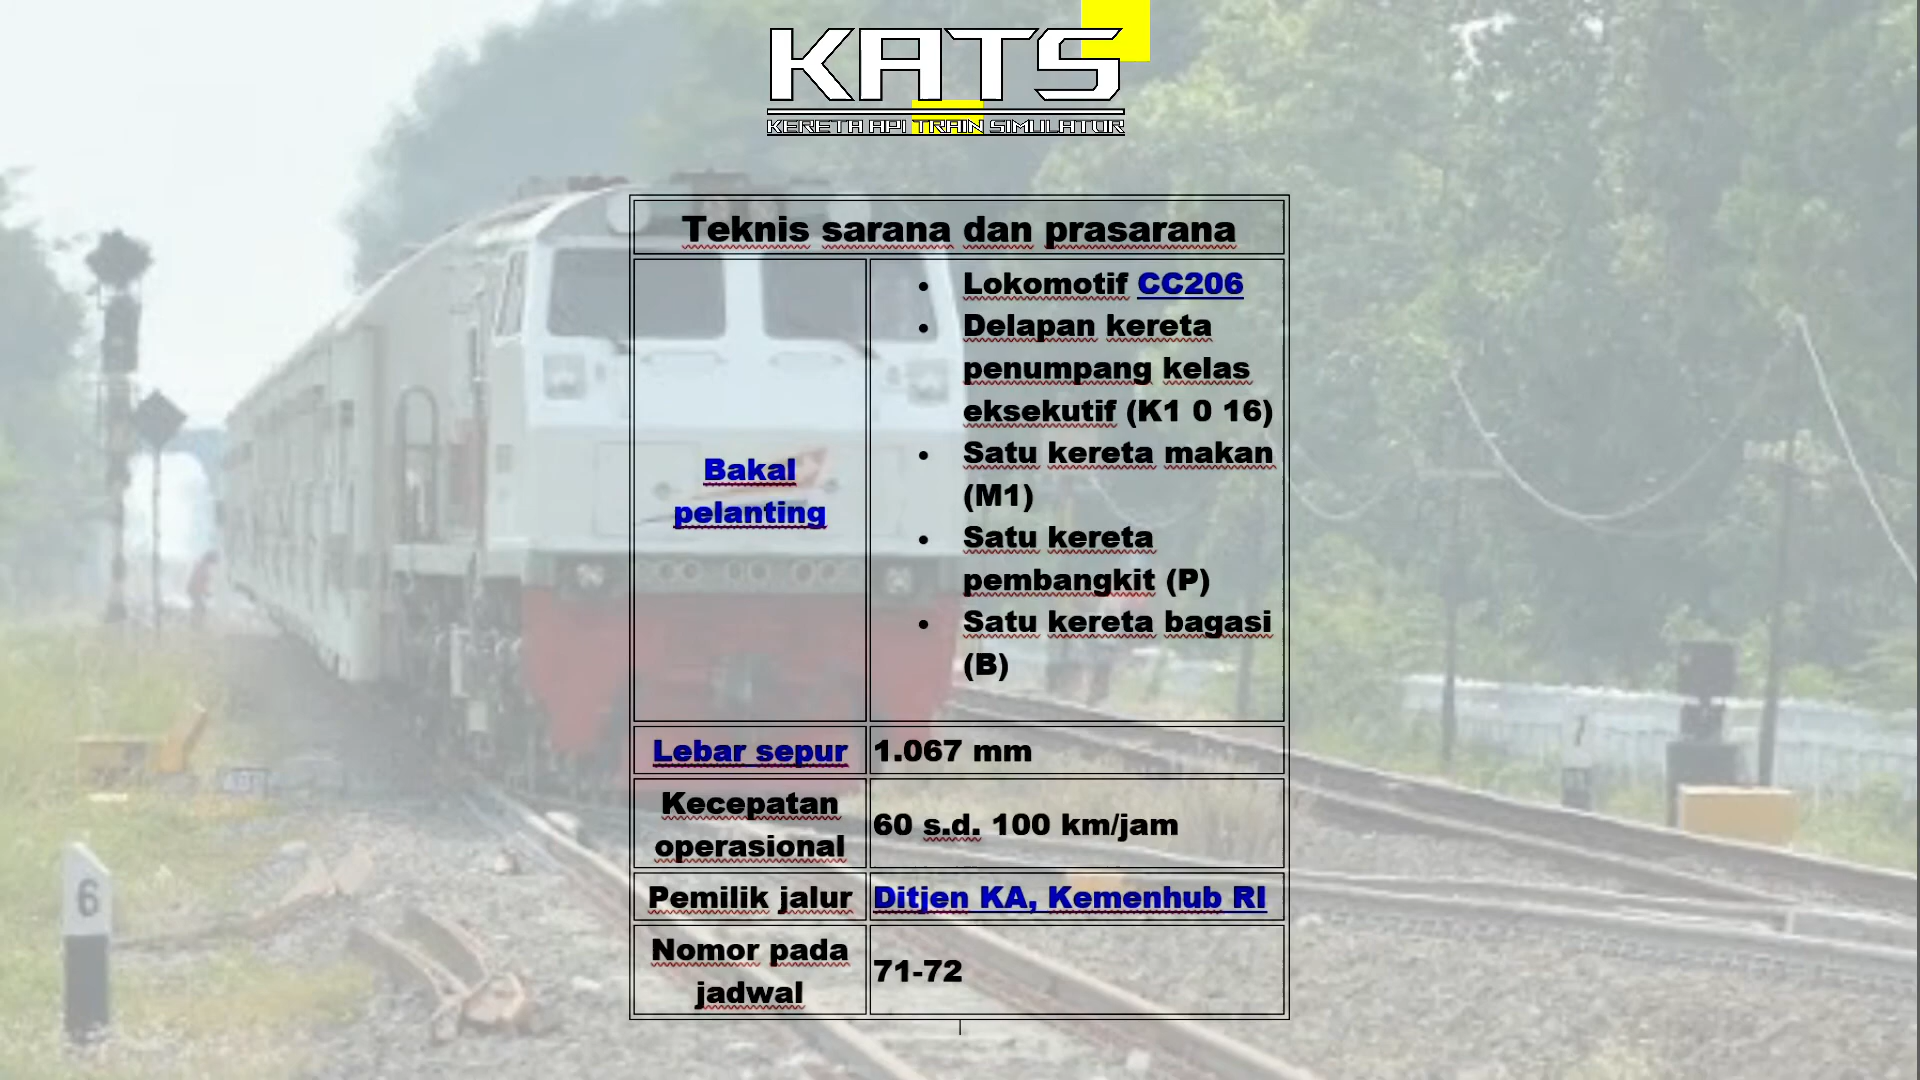 KATS
KERETA API TRAIN SIMULATOR
Teknis sarana dan prasarana
Bakal
pelanting
• Lokomotif CC206
• Delapan kereta
penumpang kelas
eksekutif (K1 0 16)
• Satu kereta makan
(M1)
• Satu kereta
pembangkit (P)
• Satu kereta bagasi
(B)
Lebar sepur
1.067 mm
Kecepatan
operasional
60 s.d. 100 km/jam
Pemilik jalur
Ditjen KA, Kemenhub RI
Nomor pada
jadwal
71-72
6